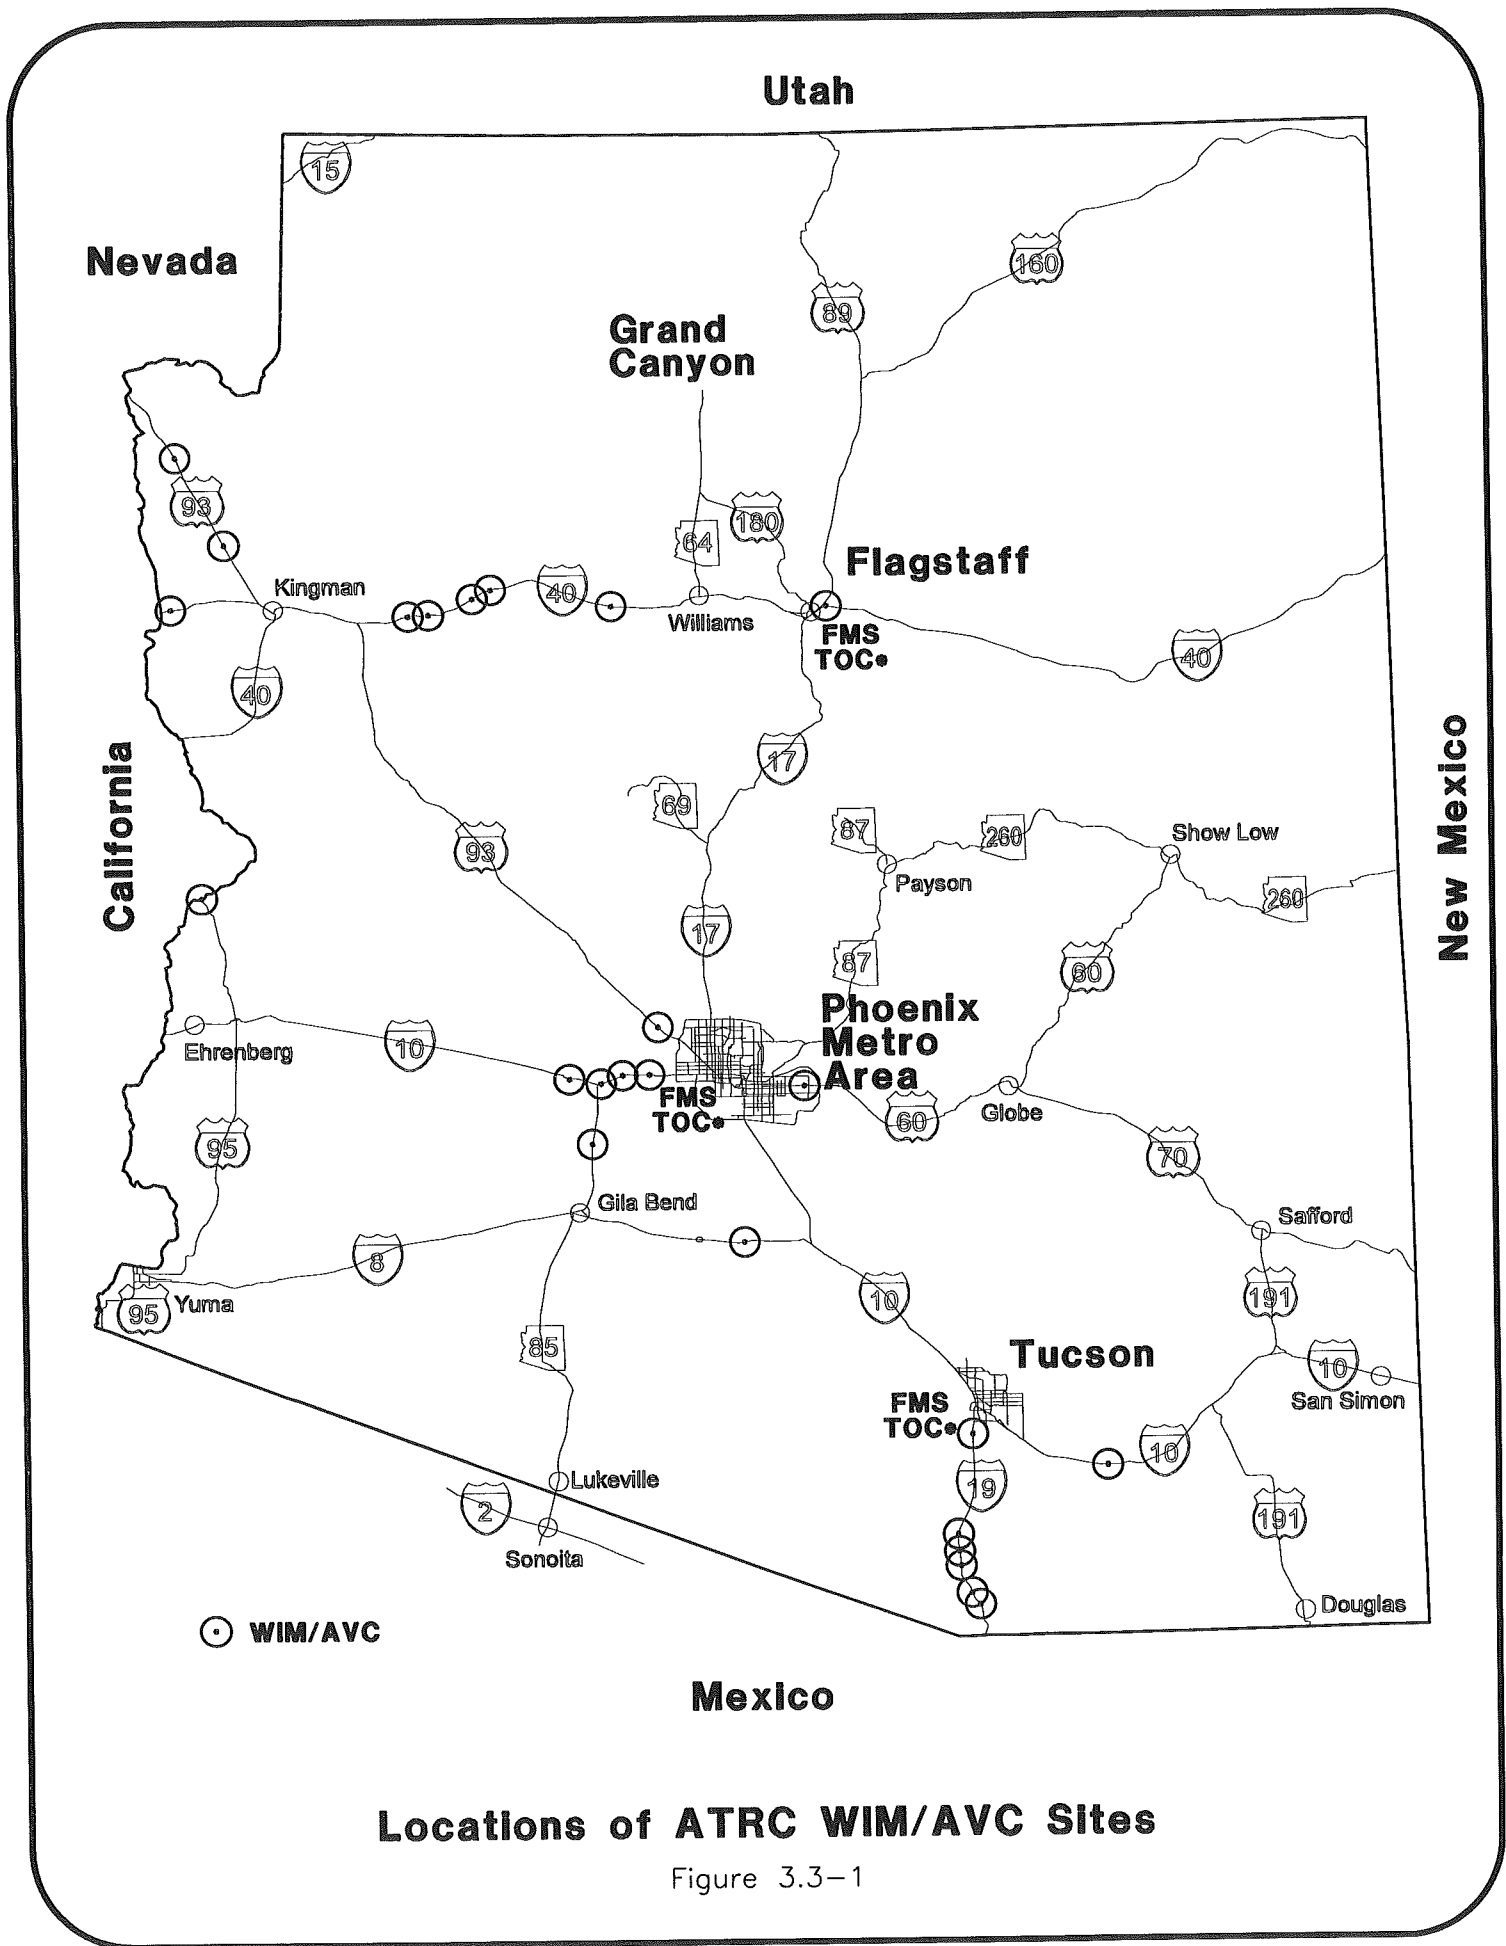 Utah
15
Nevada
160
89
Grand
Canyon
93
180
64
Flagstaff
Kingman
40
Williams
FMS
TOC
40
40
17
California
New Mexico
69
87
260
Show Low
93
Payson
260
17
87
60
Phoenix
Metro
Area
Ehrenberg
10
FMS
TOC
60
Globe
95
70
Gila Bend
Safford
8
10
191
95
Yuma
85
Tucson
10
San Simon
FMS
TOC
10
19
Lukeville
2
191
Sonoita
Douglas
WIM/AVC
Mexico
Locations of ATRC WIM/AVC Sites
Figure 3.3-1